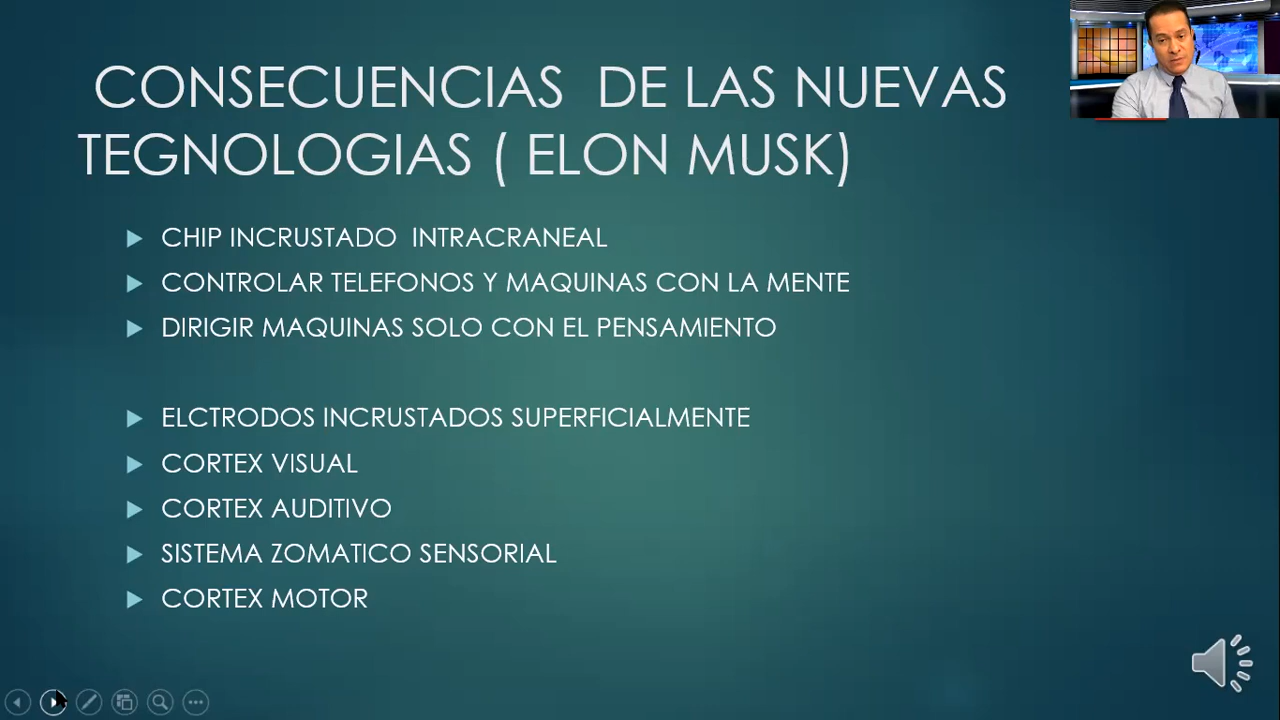 CONSECUENCIAS DE LAS NUEVAS
TEGNOLOGIAS ( ELON MUSK)
CHIP INCRUSTADO INTRACRANEAL
CONTROLAR TELEFONOS Y MAQUINAS CON LA MENTE
DIRIGIR MAQUINAS SOLO CON EL PENSAMIENTO
ELCTRODOS INCRUSTADOS SUPERFICIALMENTE
CORTEX VISUAL
CORTEX AUDITIVO
SISTEMA ZOMATICO SENSORIAL
CORTEX MOTOR